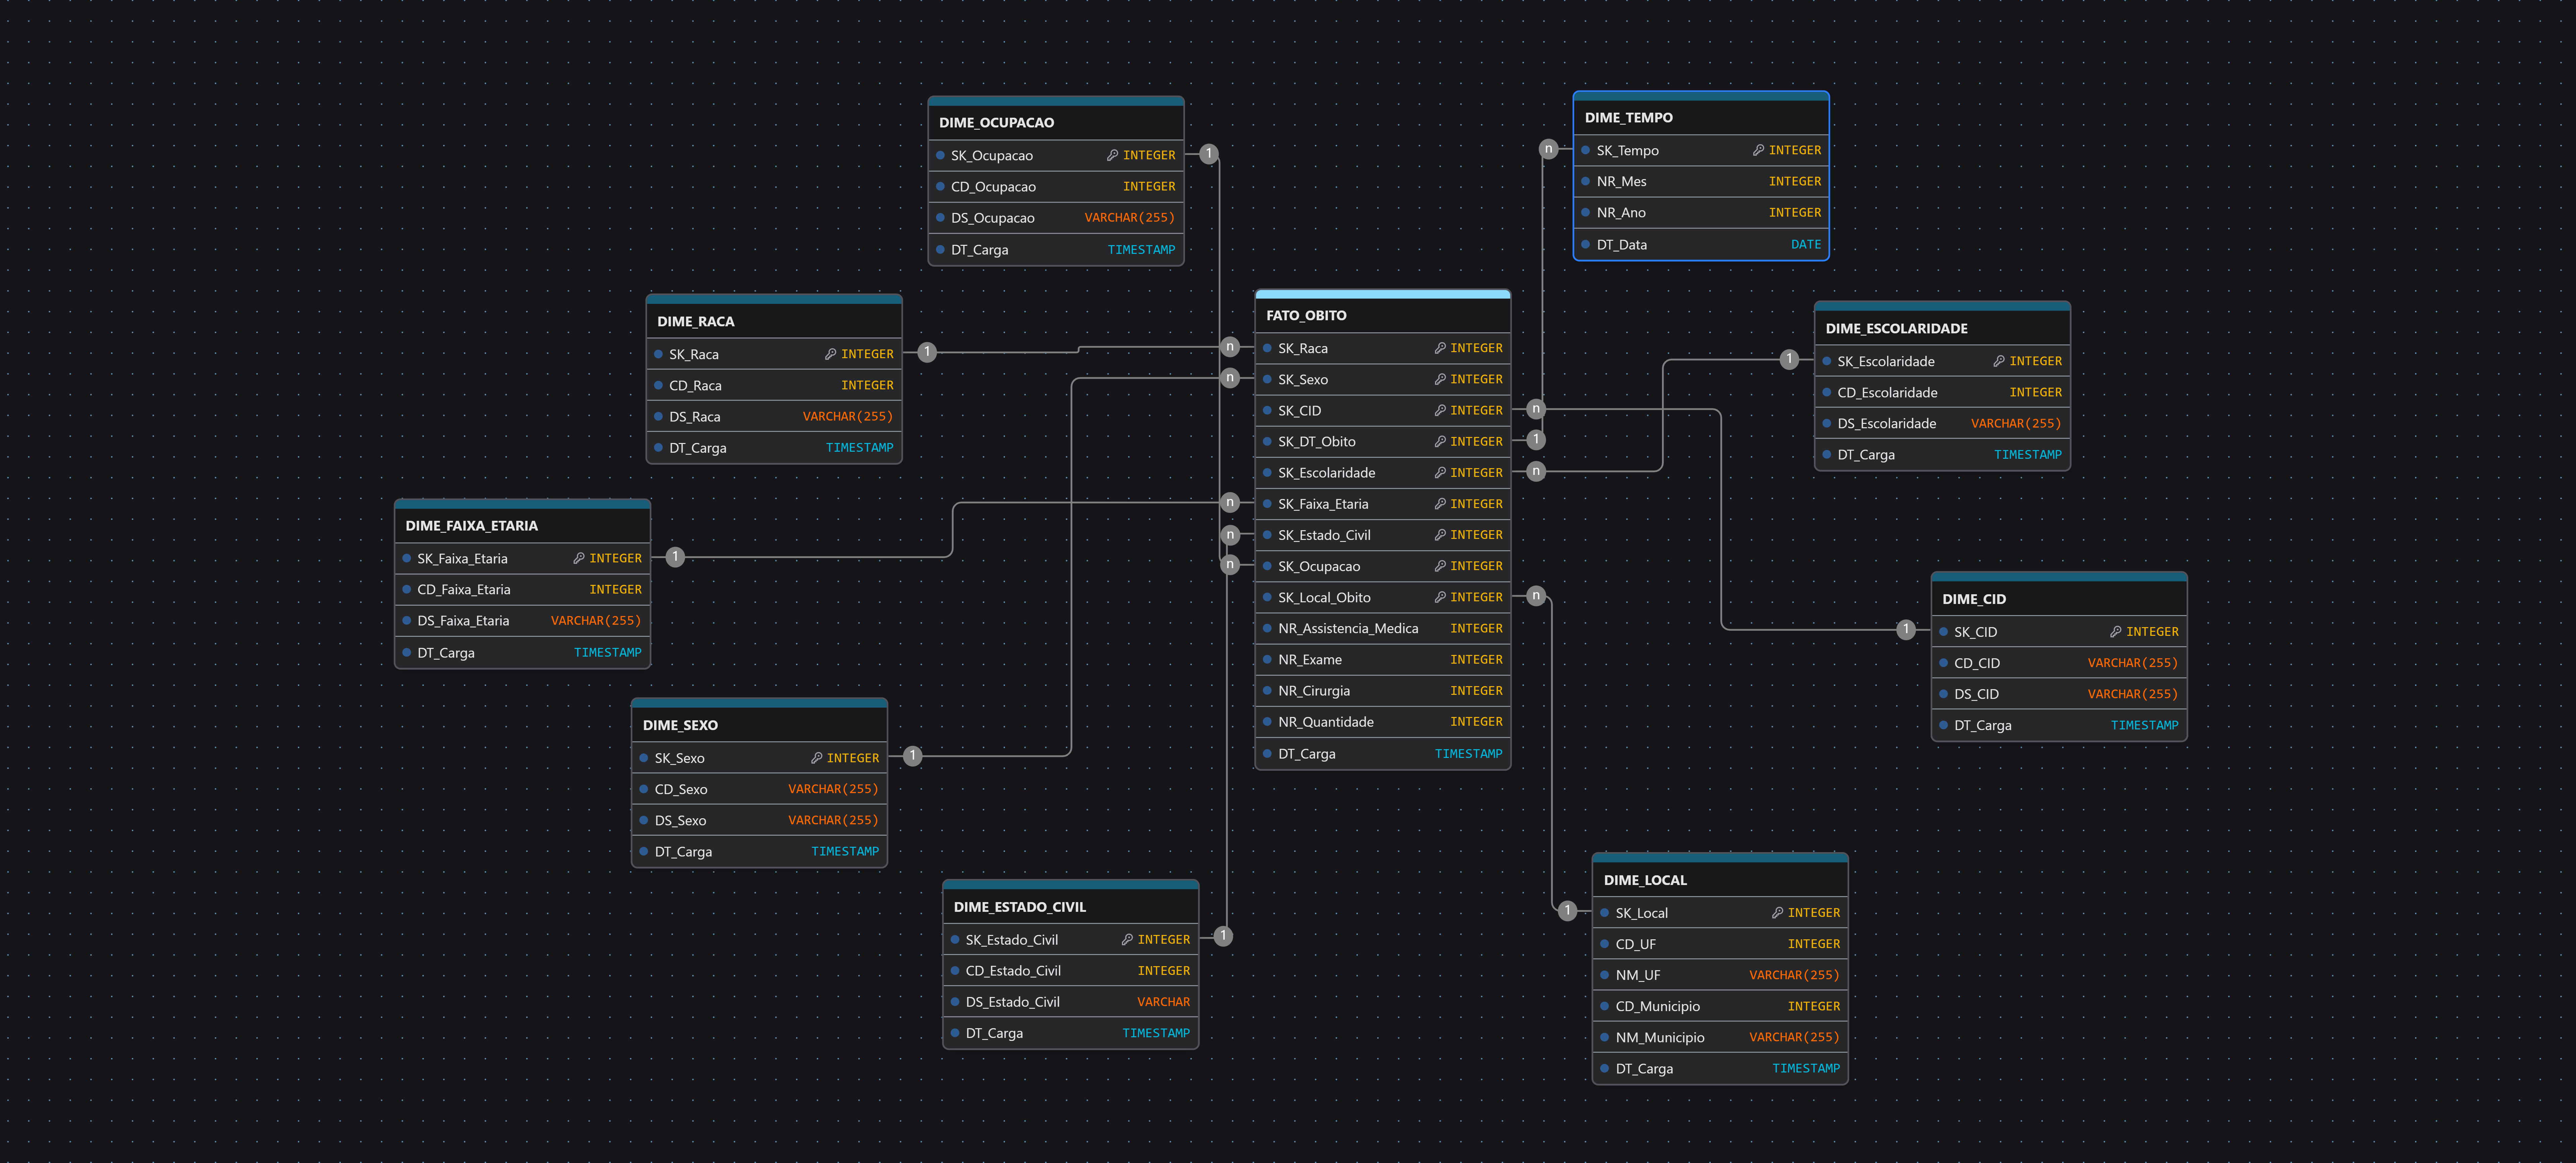 DIME_OCUPACAO
SK_Ocupacao INTEGER
CD_Ocupacao INTEGER
DS_Ocupacao VARCHAR(255)
DT_Carga TIMESTAMP
1
DIME_TEMPO
SK_Tempo INTEGER
NR_Mes INTEGER
NR_Ano INTEGER
DT_Data DATE
n
DIME_RACA
SK_Raca INTEGER
CD_Raca INTEGER
DS_Raca VARCHAR(255)
DT_Carga TIMESTAMP
1
FATO_OBITO
n SK_Raca INTEGER
n SK_Sexo INTEGER
SK_CID INTEGER n
SK_DT_Obito INTEGER 1
SK_Escolaridade INTEGER n
n SK_Faixa_Etaria INTEGER
n SK_Estado_Civil INTEGER
n SK_Ocupacao INTEGER
SK_Local_Obito INTEGER n
NR_Assistencia_Medica INTEGER
NR_Exame INTEGER
NR_Cirurgia INTEGER
NR_Quantidade INTEGER
DT_Carga TIMESTAMP
DIME_ESCOLARIDADE
1 SK_Escolaridade INTEGER
CD_Escolaridade INTEGER
DS_Escolaridade VARCHAR(255)
DT_Carga TIMESTAMP
DIME_FAIXA_ETARIA
SK_Faixa_Etaria INTEGER 1
CD_Faixa_Etaria INTEGER
DS_Faixa_Etaria VARCHAR(255)
DT_Carga TIMESTAMP
DIME_CID
1 SK_CID INTEGER
CD_CID VARCHAR(255)
DS_CID VARCHAR(255)
DT_Carga TIMESTAMP
DIME_SEXO
SK_Sexo INTEGER 1
CD_Sexo VARCHAR(255)
DS_Sexo VARCHAR(255)
DT_Carga TIMESTAMP
DIME_ESTADO_CIVIL
SK_Estado_Civil INTEGER 1
CD_Estado_Civil INTEGER
DS_Estado_Civil VARCHAR
DT_Carga TIMESTAMP
DIME_LOCAL
1 SK_Local INTEGER
CD_UF INTEGER
NM_UF VARCHAR(255)
CD_Municipio INTEGER
NM_Municipio VARCHAR(255)
DT_Carga TIMESTAMP